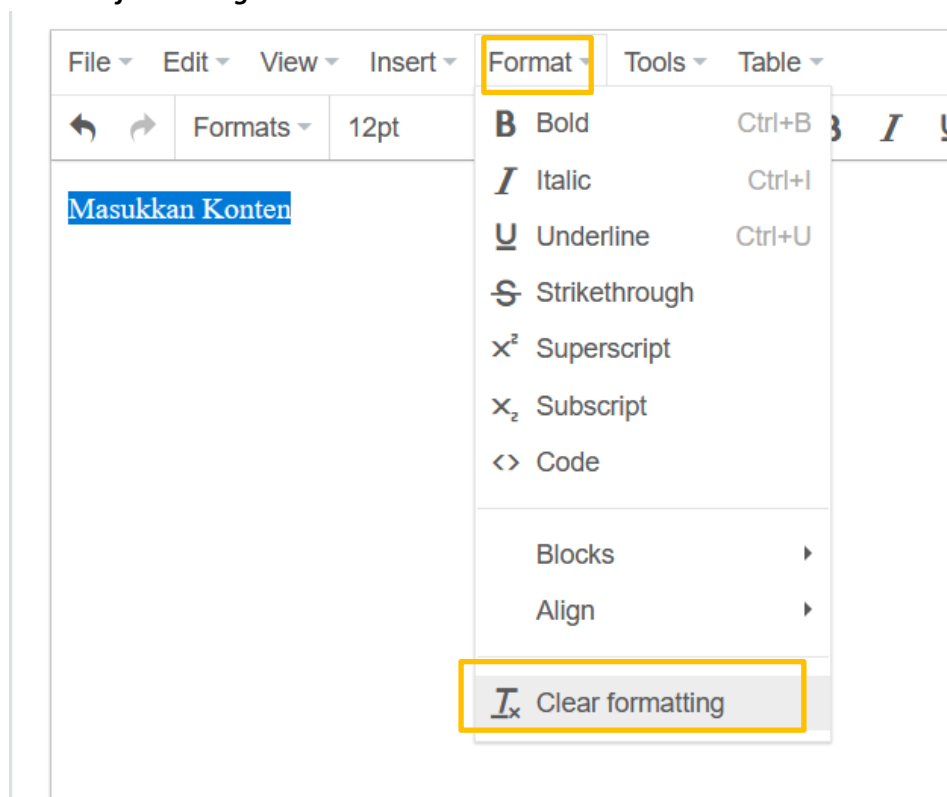 File Edit View Insert Format Tools Table
Formats 12pt
Masukkan Konten
Bold Ctrl+B
Italic Ctrl+I
Underline Ctrl+U
Strikethrough
Superscript
Subscript
Code
Blocks
Align
Clear formatting